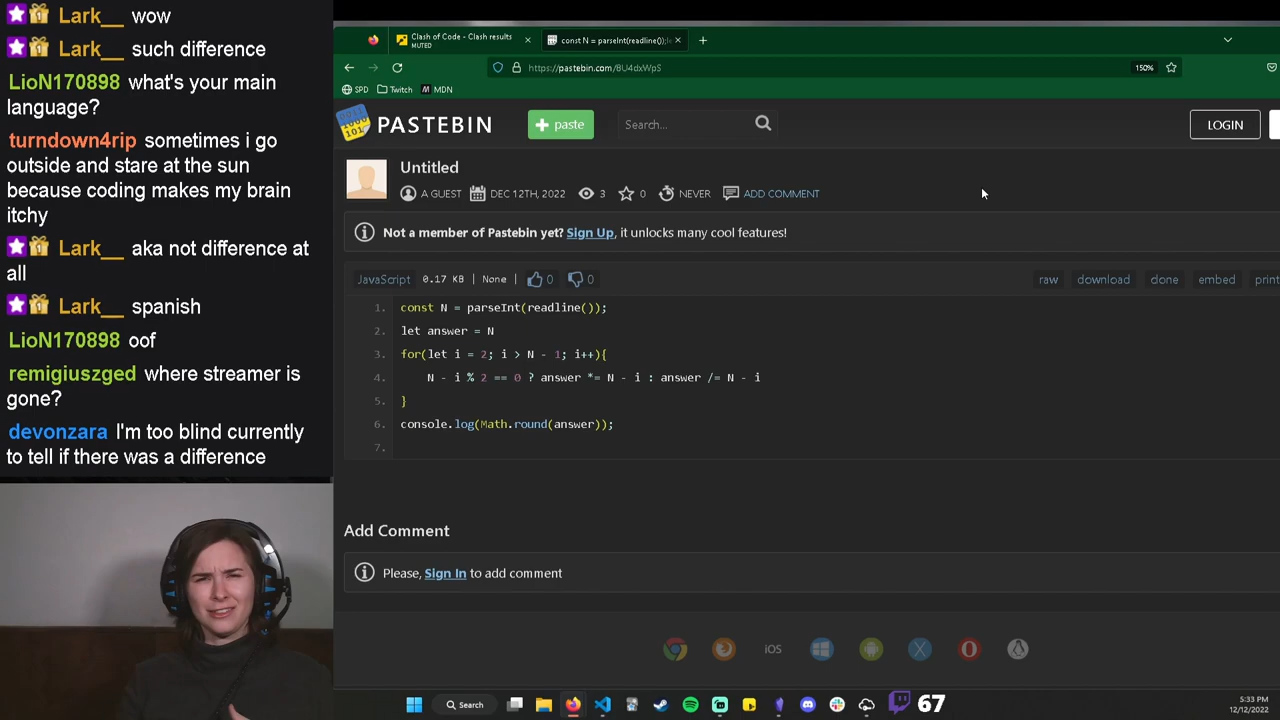 Lark__ wow
Lark__ such difference
LioN170898 what's your main
language?
turndown4rip sometimes i go
outside and stare at the sun
because coding makes my brain
itchy
Lark__ aka not difference at
all
Lark__ spanish
LioN170898 oof
remigiuszged where streamer is
gone?
devonzara I'm too blind currently
to tell if there was a difference
Clash of Code - Clash results
MUTED
const N = parseInt(readline());le
https://pastebin.com/8U4dxWpS
150%
SPD Twitch M MDN
PASTEBIN
+ paste
Search...
LOGIN
Untitled
A GUEST DEC 12TH, 2022 3 0 NEVER ADD COMMENT
Not a member of Pastebin yet? Sign Up, it unlocks many cool features!
JavaScript 0.17 KB | None | 0 0 raw download clone embed print
1. const N = parseInt(readline());
2. let answer = N
3. for(let i = 2; i > N - 1; i++){
4. N - i % 2 == 0 ? answer *= N - i : answer /= N - i
5. }
6. console.log(Math.round(answer));
7.
Add Comment
Please, Sign In to add comment
iOS
Search
67
5:33 PM
12/12/2022